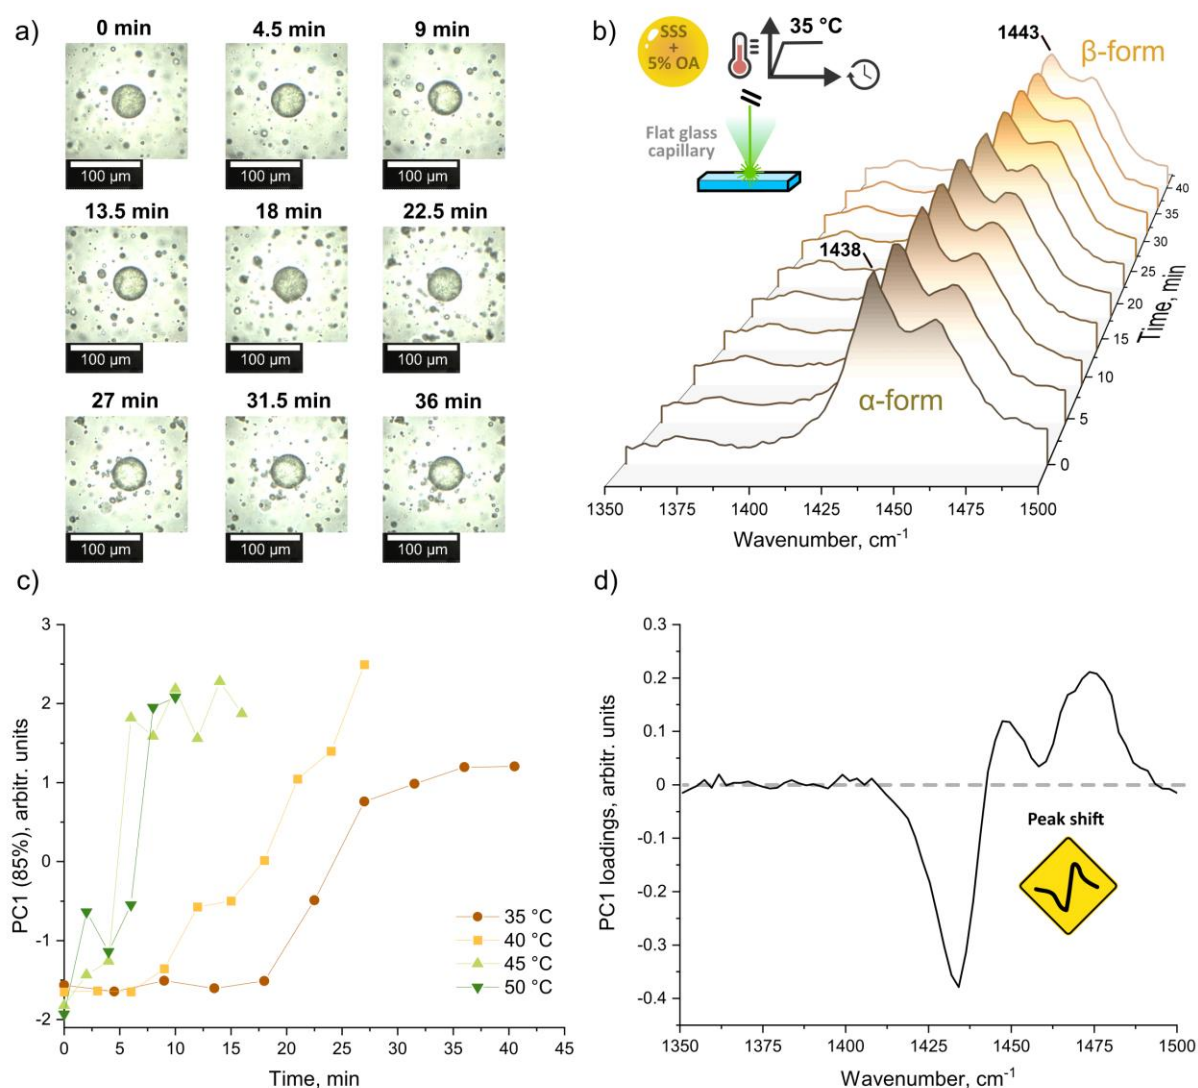 a)
0 min 4.5 min 9 min
100 µm 100 µm 100 µm
13.5 min 18 min 22.5 min
100 µm 100 µm 100 µm
27 min 31.5 min 36 min
100 µm 100 µm 100 µm
b)
SSS
+
5% OA
35 °C
Flat glass
capillary
1443
β-form
1438
α-form
40
35
30
25
20
15
10
5
0
Time, min
1350 1375 1400 1425 1450 1475 1500
Wavenumber, cm-1
c)
PC1 (85%), arbitr. units
3
2
1
0
-1
-2
35 °C
40 °C
45 °C
50 °C
0 5 10 15 20 25 30 35 40 45
Time, min
d)
PC1 loadings, arbitr. units
0.3
0.2
0.1
0
-0.1
-0.2
-0.3
-0.4
Peak shift
1350 1375 1400 1425 1450 1475 1500
Wavenumber, cm-1